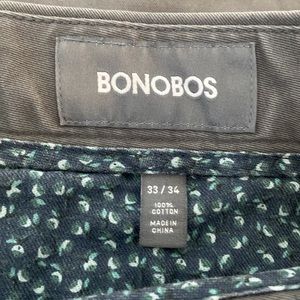 BONOBOS
33 / 34
100%
COTTON
MADE IN
CHINA